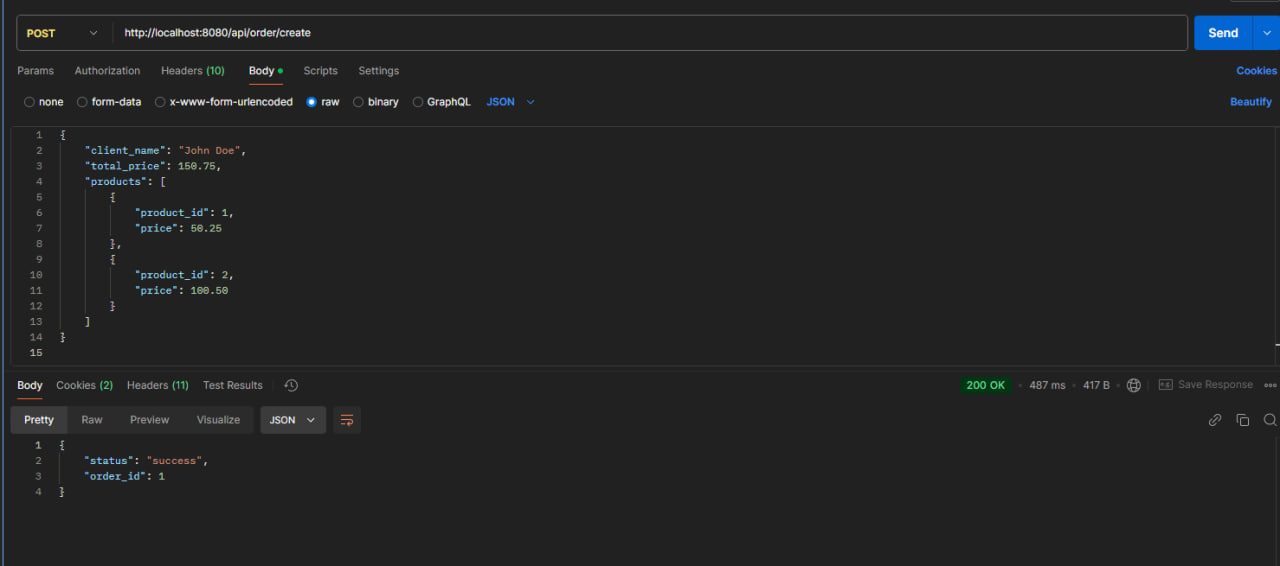 POST http://localhost:8080/api/order/create Send
Params Authorization Headers (10) Body Scripts Settings Cookies
none form-data x-www-form-urlencoded raw binary GraphQL JSON Beautify
1 {
2 "client_name": "John Doe",
3 "total_price": 150.75,
4 "products": [
5 {
6 "product_id": 1,
7 "price": 50.25
8 },
9 {
10 "product_id": 2,
11 "price": 100.50
12 }
13 ]
14 }
15
Body Cookies (2) Headers (11) Test Results 200 OK • 487 ms • 417 B • Save Response
Pretty Raw Preview Visualize JSON
1 {
2 "status": "success",
3 "order_id": 1
4 }